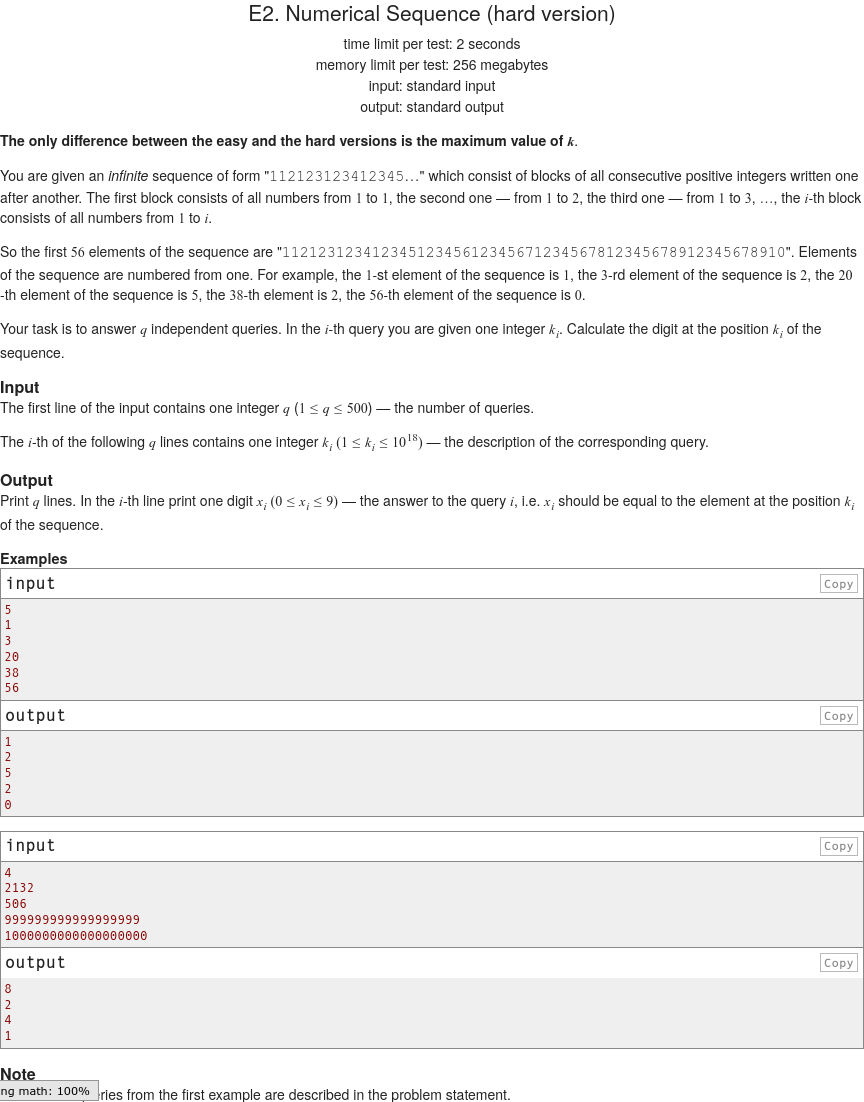 E2. Numerical Sequence (hard version)
time limit per test: 2 seconds
memory limit per test: 256 megabytes
input: standard input
output: standard output
The only difference between the easy and the hard versions is the maximum value of k.
You are given an infinite sequence of form "112123123412345…" which consist of blocks of all consecutive positive integers written one
after another. The first block consists of all numbers from 1 to 1, the second one — from 1 to 2, the third one — from 1 to 3, …, the i-th block
consists of all numbers from 1 to i.
So the first 56 elements of the sequence are "11212312341234512345612345671234567812345678912345678910". Elements
of the sequence are numbered from one. For example, the 1-st element of the sequence is 1, the 3-rd element of the sequence is 2, the 20
-th element of the sequence is 5, the 38-th element is 2, the 56-th element of the sequence is 0.
Your task is to answer q independent queries. In the i-th query you are given one integer k_i. Calculate the digit at the position k_i of the
sequence.
Input
The first line of the input contains one integer q (1 ≤ q ≤ 500) — the number of queries.
The i-th of the following q lines contains one integer k_i (1 ≤ k_i ≤ 10^18) — the description of the corresponding query.
Output
Print q lines. In the i-th line print one digit x_i (0 ≤ x_i ≤ 9) — the answer to the query i, i.e. x_i should be equal to the element at the position k_i
of the sequence.
Examples
input Copy
5
1
3
20
38
56
output Copy
1
2
5
2
0
input Copy
4
2132
506
999999999999999999
1000000000000000000
output Copy
8
2
4
1
Note
ng math: 100%
ries from the first example are described in the problem statement.